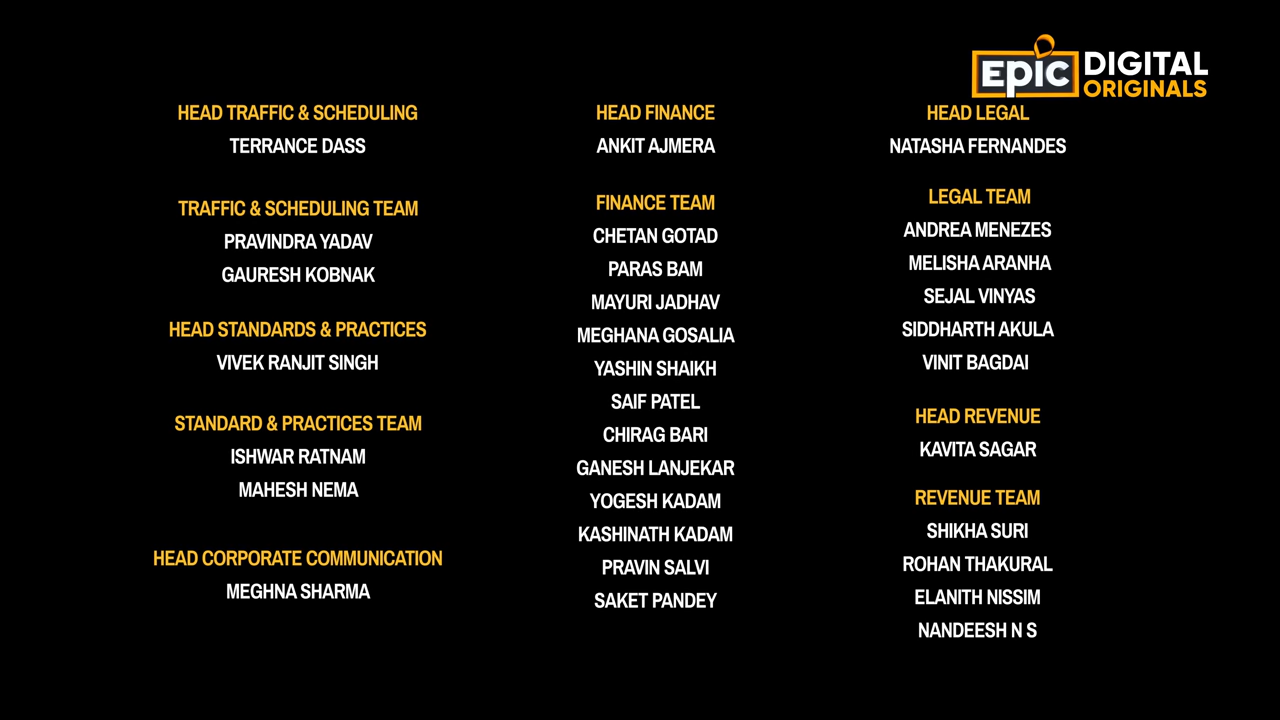 EPIC DIGITAL
ORIGINALS
HEAD TRAFFIC & SCHEDULING
TERRANCE DASS
TRAFFIC & SCHEDULING TEAM
PRAVINDRA YADAV
GAURESH KOBNAK
HEAD STANDARDS & PRACTICES
VIVEK RANJIT SINGH
STANDARD & PRACTICES TEAM
ISHWAR RATNAM
MAHESH NEMA
HEAD CORPORATE COMMUNICATION
MEGHNA SHARMA
HEAD FINANCE
ANKIT AJMERA
FINANCE TEAM
CHETAN GOTAD
PARAS BAM
MAYURI JADHAV
MEGHANA GOSALIA
YASHIN SHAIKH
SAIF PATEL
CHIRAG BARI
GANESH LANJEKAR
YOGESH KADAM
KASHINATH KADAM
PRAVIN SALVI
SAKET PANDEY
HEAD LEGAL
NATASHA FERNANDES
LEGAL TEAM
ANDREA MENEZES
MELISHA ARANHA
SEJAL VINYAS
SIDDHARTH AKULA
VINIT BAGDAI
HEAD REVENUE
KAVITA SAGAR
REVENUE TEAM
SHIKHA SURI
ROHAN THAKURAL
ELANITH NISSIM
NANDEESH N S